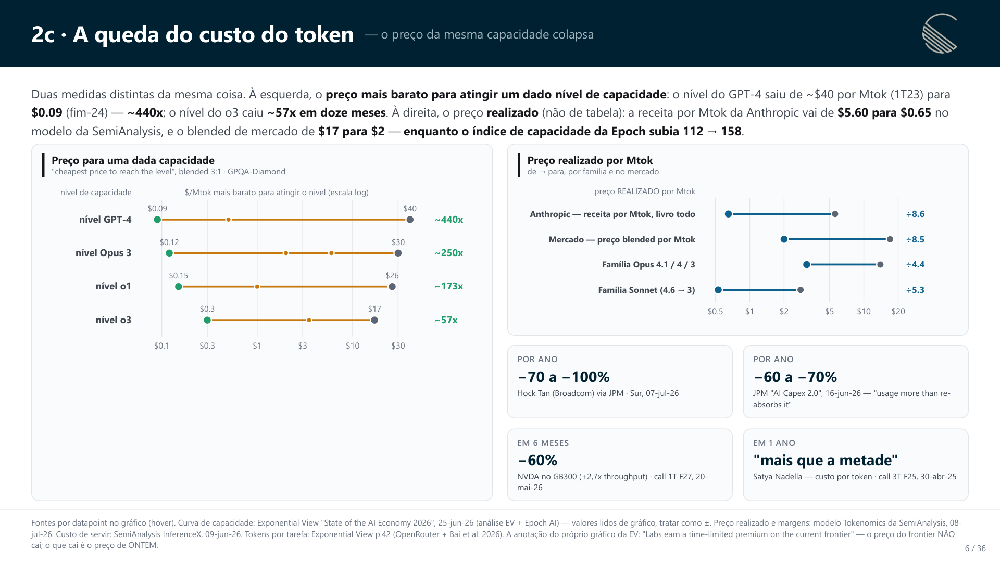 2c · A queda do custo do token — o preço da mesma capacidade colapsa
Duas medidas distintas da mesma coisa. À esquerda, o preço mais barato para atingir um dado nível de capacidade: o nível do GPT-4 saiu de ~$40 por Mtok (1T23) para
$0.09 (fim-24) — ~440x; o nível do o3 caiu ~57x em doze meses. À direita, o preço realizado (não de tabela): a receita por Mtok da Anthropic vai de $5.60 para $0.65 no
modelo da SemiAnalysis, e o blended de mercado de $17 para $2 — enquanto o índice de capacidade da Epoch subia 112 → 158.
Preço para uma dada capacidade
"cheapest price to reach the level", blended 3:1 · GPQA-Diamond
nível de capacidade
$/Mtok mais barato para atingir o nível (escala log)
$0.09
$40
nível GPT-4
~440x
$0.12
$30
nível Opus 3
~250x
$0.15
$26
nível o1
~173x
$0.3
$17
nível o3
~57x
$0.1
$0.3
$1
$3
$10
$30
Preço realizado por Mtok
de → para, por família e no mercado
preço REALIZADO por Mtok
Anthropic — receita por Mtok, livro todo
÷8.6
Mercado — preço blended por Mtok
÷8.5
Família Opus 4.1 / 4 / 3
÷4.4
Família Sonnet (4.6 → 3)
÷5.3
$0.5
$1
$2
$5
$10
$20
POR ANO
−70 a −100%
Hock Tan (Broadcom) via JPM · Sur, 07-jul-26
POR ANO
−60 a −70%
JPM "AI Capex 2.0", 16-jun-26 — "usage more than re-
absorbs it"
EM 6 MESES
−60%
NVDA no GB300 (+2,7x throughput) · call 1T F27, 20-
mai-26
EM 1 ANO
"mais que a metade"
Satya Nadella — custo por token · call 3T F25, 30-abr-25
Fontes por datapoint no gráfico (hover). Curva de capacidade: Exponential View "State of the AI Economy 2026", 25-jun-26 (análise EV + Epoch AI) — valores lidos de gráfico, tratar como ±. Preço realizado e margens: modelo Tokenomics da SemiAnalysis, 08-
jul-26. Custo de servir: SemiAnalysis InferenceX, 09-jun-26. Tokens por tarefa: Exponential View p.42 (OpenRouter + Bai et al. 2026). A anotação do próprio gráfico da EV: "Labs earn a time-limited premium on the current frontier" — o preço do frontier NÃO
cai; o que cai é o preço de ONTEM.
6 / 36